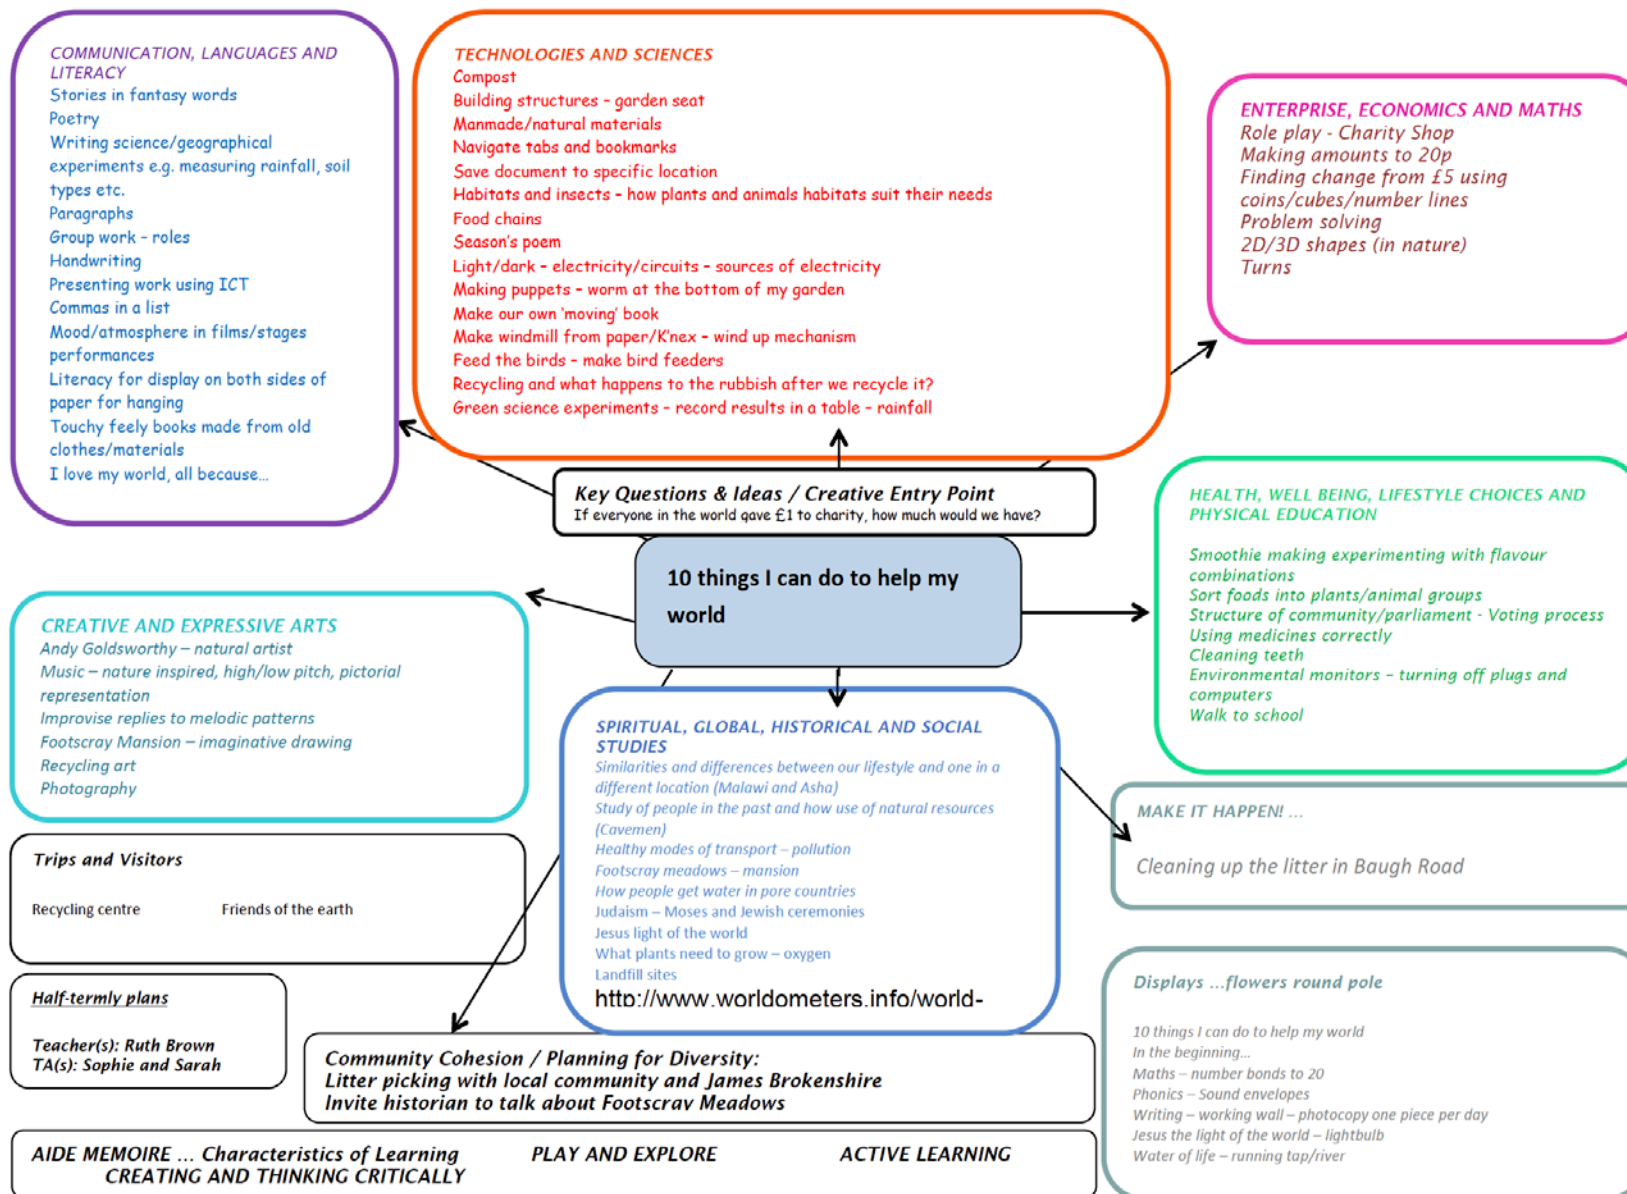 COMMUNICATION, LANGUAGES AND
LITERACY
Stories in fantasy words
Poetry
Writing science/geographical
experiments e.g. measuring rainfall, soil
types etc.
Paragraphs
Group work – roles
Handwriting
Presenting work using ICT
Commas in a list
Mood/atmosphere in films/stages
performances
Literacy for display on both sides of
paper for hanging
Touchy feely books made from old
clothes/materials
I love my world, all because…
TECHNOLOGIES AND SCIENCES
Compost
Building structures – garden seat
Manmade/natural materials
Navigate tabs and bookmarks
Save document to specific location
Habitats and insects – how plants and animals habitats suit their needs
Food chains
Season's poem
Light/dark – electricity/circuits – sources of electricity
Making puppets – worm at the bottom of my garden
Make our own 'moving' book
Make windmill from paper/K'nex – wind up mechanism
Feed the birds – make bird feeders
Recycling and what happens to the rubbish after we recycle it?
Green science experiments – record results in a table – rainfall
ENTERPRISE, ECONOMICS AND MATHS
Role play - Charity Shop
Making amounts to 20p
Finding change from £5 using
coins/cubes/number lines
Problem solving
2D/3D shapes (in nature)
Turns
Key Questions & Ideas / Creative Entry Point
If everyone in the world gave £1 to charity, how much would we have?
10 things I can do to help my
world
HEALTH, WELL BEING, LIFESTYLE CHOICES AND
PHYSICAL EDUCATION
Smoothie making experimenting with flavour
combinations
Sort foods into plants/animal groups
Structure of community/parliament - Voting process
Using medicines correctly
Cleaning teeth
Environmental monitors – turning off plugs and
computers
Walk to school
CREATIVE AND EXPRESSIVE ARTS
Andy Goldsworthy – natural artist
Music – nature inspired, high/low pitch, pictorial
representation
Improvise replies to melodic patterns
Footscray Mansion – imaginative drawing
Recycling art
Photography
SPIRITUAL, GLOBAL, HISTORICAL AND SOCIAL
STUDIES
Similarities and differences between our lifestyle and one in a
different location (Malawi and Asha)
Study of people in the past and how use of natural resources
(Cavemen)
Healthy modes of transport – pollution
Footscray meadows – mansion
How people get water in pore countries
Judaism – Moses and Jewish ceremonies
Jesus light of the world
What plants need to grow – oxygen
Landfill sites
http://www.worldometers.info/world-
MAKE IT HAPPEN! …
Cleaning up the litter in Baugh Road
Trips and Visitors
Recycling centre Friends of the earth
Half-termly plans
Teacher(s): Ruth Brown
TA(s): Sophie and Sarah
Community Cohesion / Planning for Diversity:
Litter picking with local community and James Brokenshire
Invite historian to talk about Footscray Meadows
Displays …flowers round pole
10 things I can do to help my world
In the beginning…
Maths – number bonds to 20
Phonics – Sound envelopes
Writing – working wall – photocopy one piece per day
Jesus the light of the world – lightbulb
Water of life – running tap/river
AIDE MEMOIRE … Characteristics of Learning PLAY AND EXPLORE ACTIVE LEARNING
CREATING AND THINKING CRITICALLY